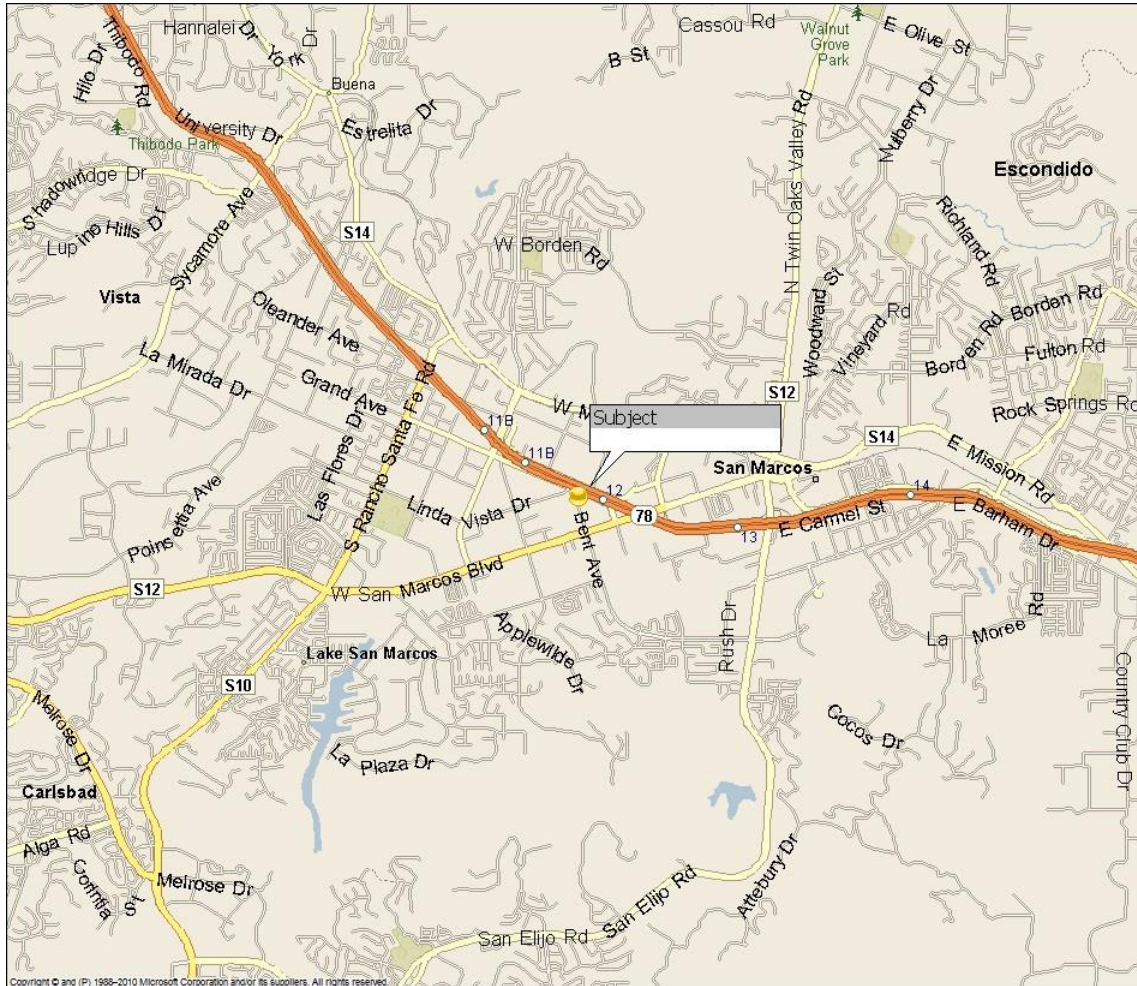 Hannalei Dr
Cassou Rd
Walnut
Grove
Park
E Olive St
Thibodo Rd
Hilo Dr
York Dr
B St
Buena
University Dr
Estrelita Dr
Thibodo Park
N Twin Oaks Valley Rd
Mulberry Dr
Escondido
Shadowridge Dr
Lupine Hills Dr
Sycamore Ave
S14
W Borden Rd
Richland Rd
Vista
Oleander Ave
Woodward St
Vineyard Rd
Borden Rd
Borden Rd
Fulton Rd
La Mirada Dr
Grand Ave
S Rancho Santa Fe Rd
Las Flores Dr
W M
S12
Rock Springs Rd
Subject
11B
11B
S14
E Mission Rd
San Marcos
Poinsettia Ave
Linda Vista Dr
12
78
13
14
E Carmel St
E Barham Dr
Bent Ave
S12
W San Marcos Blvd
Applewilde Dr
Rush Dr
La Moree Rd
Lake San Marcos
S10
Country Club Dr
Melrose Dr
La Plaza Dr
Cocos Dr
Carlsbad
Alga Rd
Corintia St
Melrose Dr
San Elijo Rd
San Elijo Rd
Attebury Dr
Copyright © and (P) 1988–2010 Microsoft Corporation and/or its suppliers. All rights reserved.